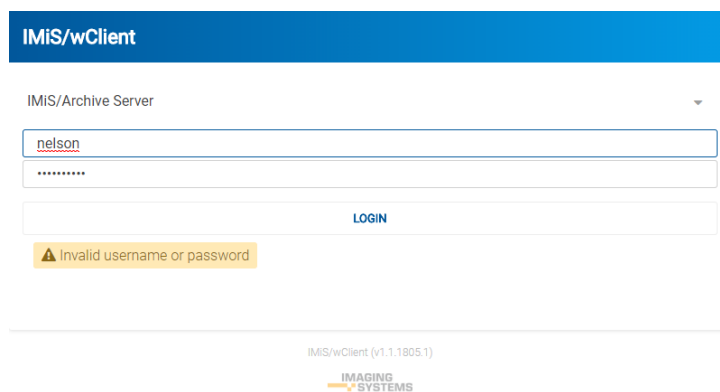 IMiS/wClient
IMiS/Archive Server
nelson
••••••••••
LOGIN
Invalid username or password
IMiS/wClient (v1.1.1805.1)
IMAGING
SYSTEMS